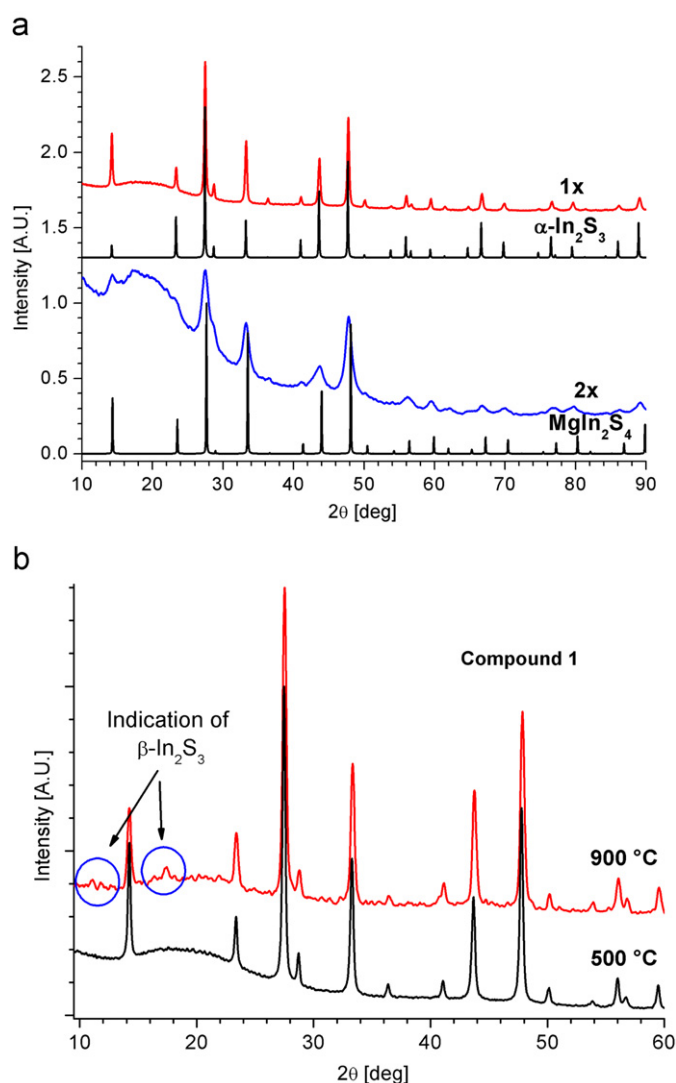 a
2.5
2.0
1.5
1.0
0.5
0.0
Intensity [A.U.]
Intensity [A.U.]
1x
α-In2S3
2x
MgIn2S4
10 20 30 40 50 60 70 80 90
2θ [deg]
b
Compound 1
Indication of
β-In2S3
Intensity [A.U.]
900 °C
500 °C
10 20 30 40 50 60
2θ [deg]